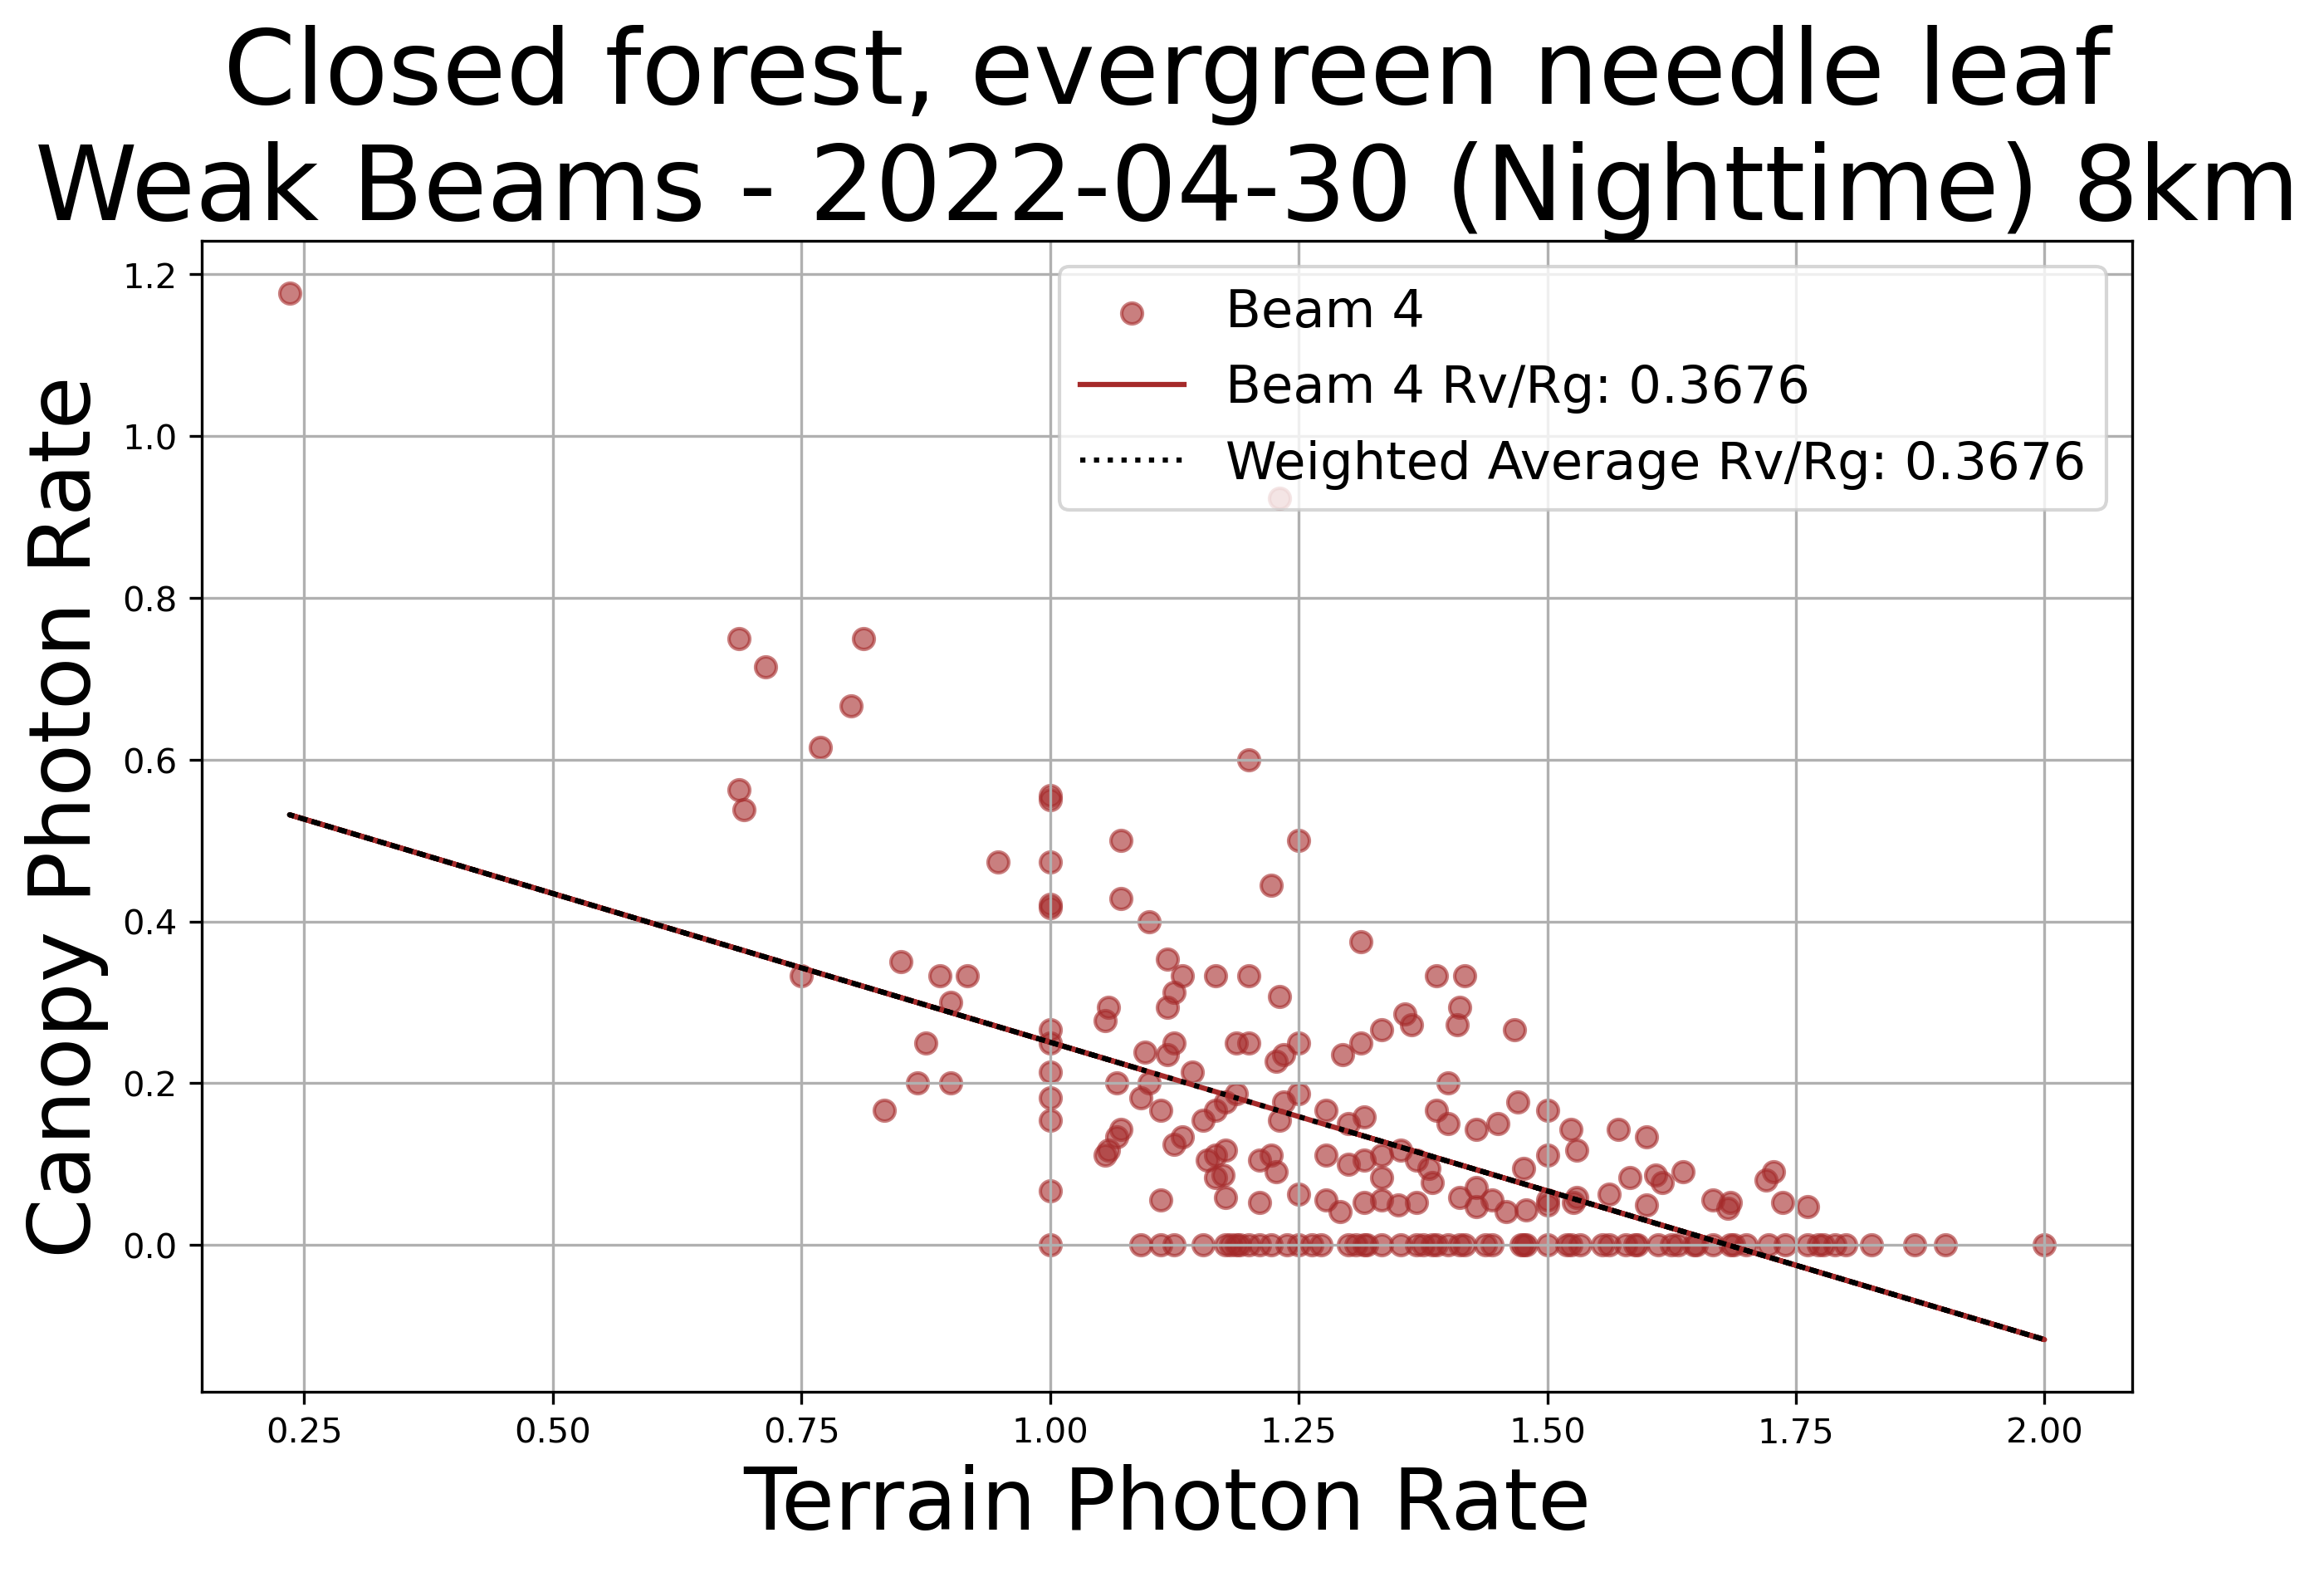 Closed forest, evergreen needle leaf
Weak Beams - 2022-04-30 (Nighttime) 8km
Beam 4
Beam 4 Rv/Rg: 0.3676
Weighted Average Rv/Rg: 0.3676
Canopy Photon Rate
1.2
1.0
0.8
0.6
0.4
0.2
0.0
0.25 0.50 0.75 1.00 1.25 1.50 1.75 2.00
Terrain Photon Rate